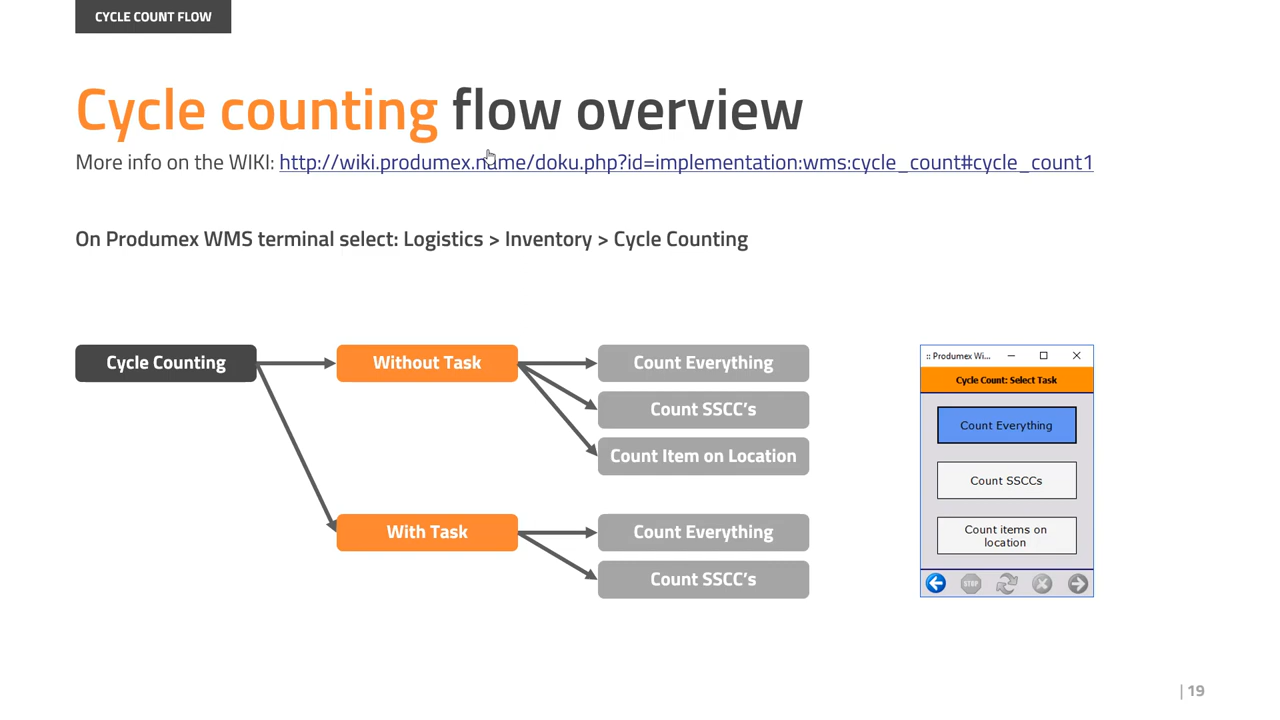 CYCLE COUNT FLOW
Cycle counting flow overview
More info on the WIKI: http://wiki.produmex.name/doku.php?id=implementation:wms:cycle_count#cycle_count1
On Produmex WMS terminal select: Logistics > Inventory > Cycle Counting
Cycle Counting
Without Task
Count Everything
Count SSCC's
Count Item on Location
With Task
Count Everything
Count SSCC's
:: Produmex Wi...
Cycle Count: Select Task
Count Everything
Count SSCCs
Count items on
location
STOP
| 19